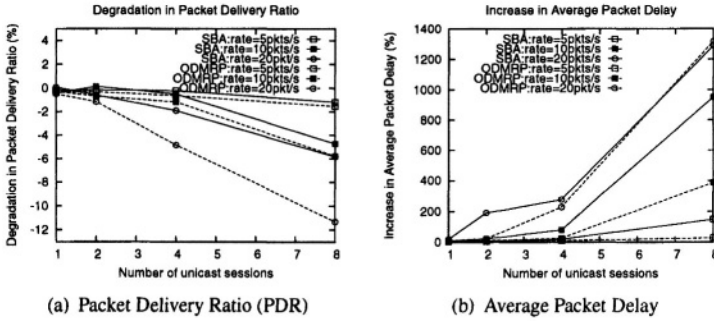 Degradation in Packet Delivery Ratio
Degradation in Packet Delivery Ratio (%)
4
2
0
-2
-4
-6
-8
-10
-12
SBA:rate=5pkts/s
SBA:rate=10pkts/s
SBA:rate=20pkt/s
ODMRP:rate=5pkts/s
ODMRP:rate=10pkts/s
ODMRP:rate=20pkt/s
1 2 3 4 5 6 7 8
Number of unicast sessions
(a) Packet Delivery Ratio (PDR)
Increase in Average Packet Delay
Increase in Average Packet Delay (%)
1400
1200
1000
800
600
400
200
0
SBA:rate=5pkts/s
SBA:rate=10pkts/s
SBA:rate=20pkt/s
ODMRP:rate=5pkts/s
ODMRP:rate=10pkts/s
ODMRP:rate=20pkt/s
1 2 3 4 5 6 7 8
Number of unicast sessions
(b) Average Packet Delay